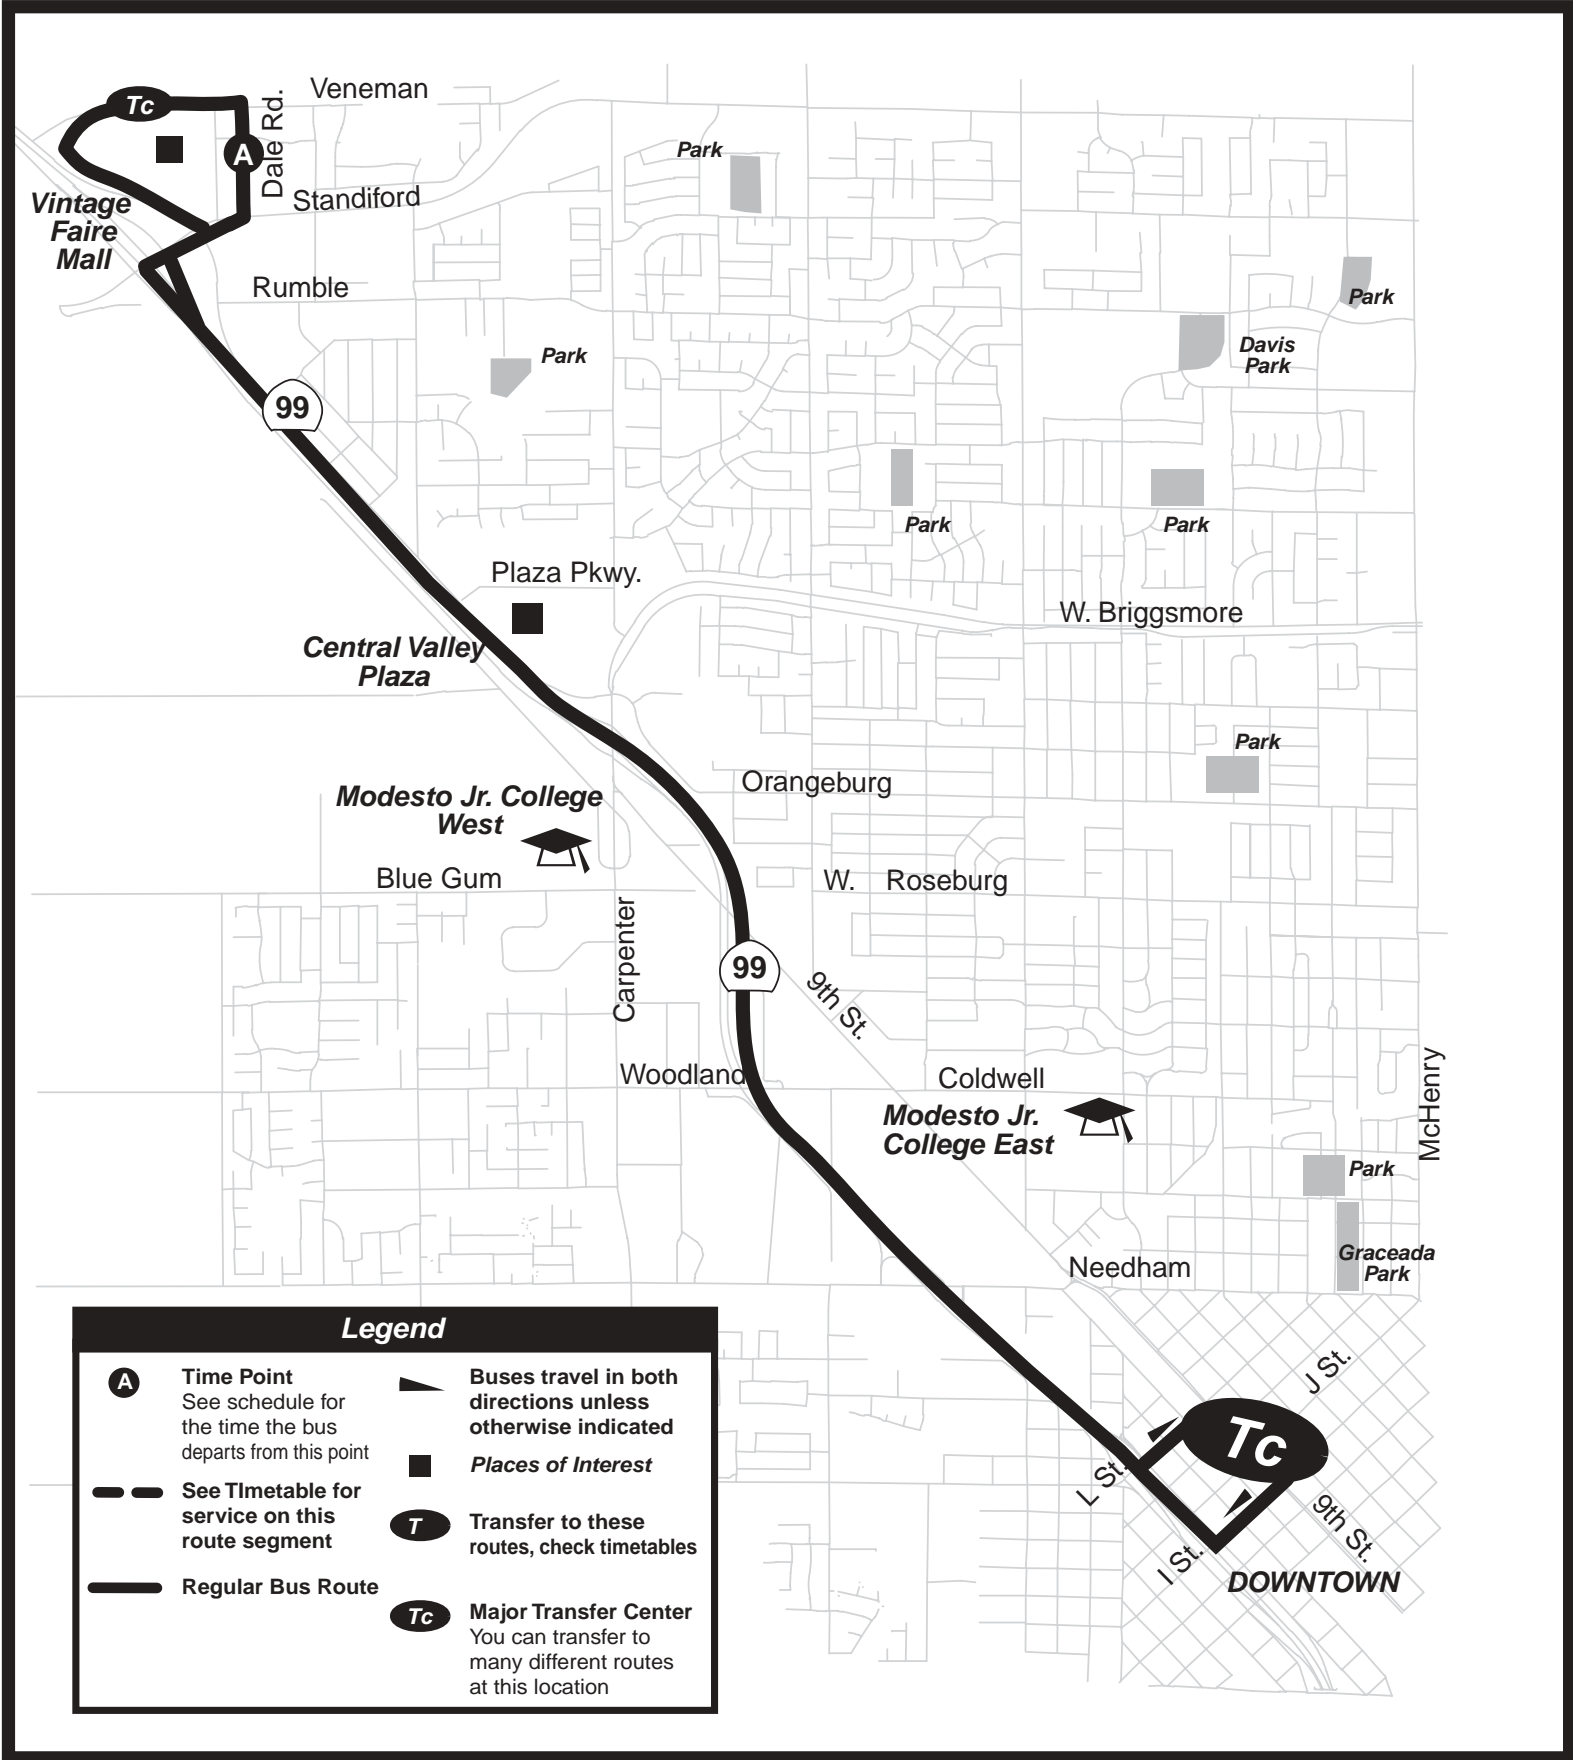 Veneman
Tc
Dale Rd.
A
Park
Standiford
Vintage
Faire
Mall
Rumble
Park
Davis
Park
Park
99
Park
Park
Plaza Pkwy.
W. Briggsmore
Central Valley
Plaza
Park
Orangeburg
Modesto Jr. College
West
Blue Gum
W. Roseburg
Carpenter
99
9th St.
Woodland
Coldwell
McHenry
Modesto Jr.
College East
Park
Graceada
Park
Needham
J St.
Tc
L St.
9th St.
I St.
DOWNTOWN
Legend
A
Time Point
See schedule for
the time the bus
departs from this point
See TImetable for
service on this
route segment
Regular Bus Route
Buses travel in both
directions unless
otherwise indicated
Places of Interest
T
Transfer to these
routes, check timetables
Tc
Major Transfer Center
You can transfer to
many different routes
at this location